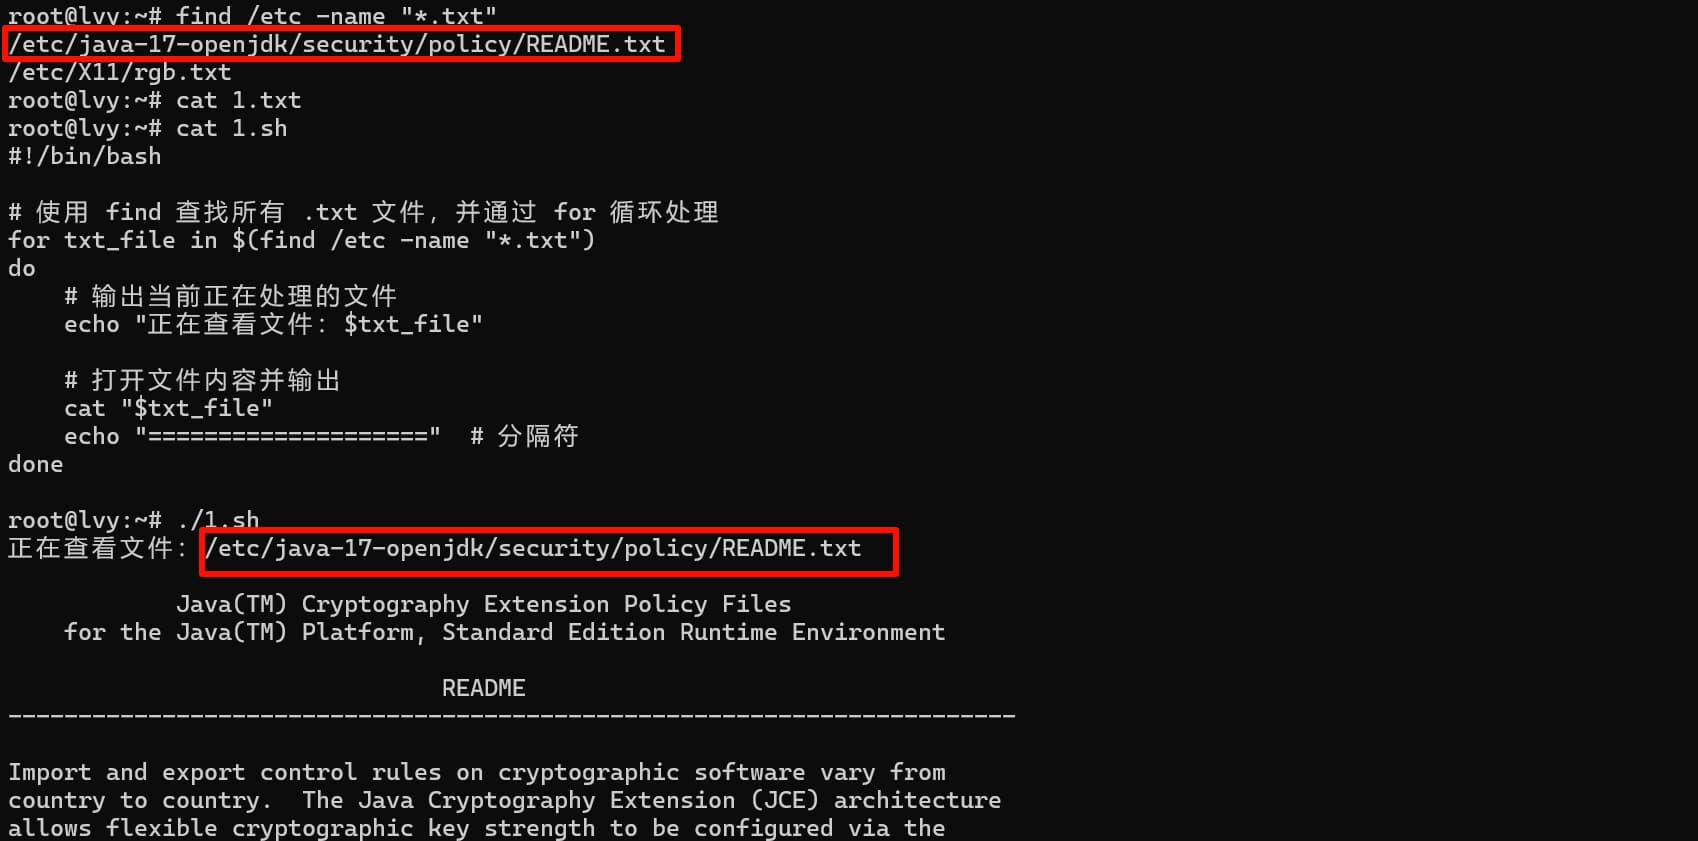 root@lvy:~# find /etc -name "*.txt"
/etc/java-17-openjdk/security/policy/README.txt
/etc/X11/rgb.txt
root@lvy:~# cat 1.txt
root@lvy:~# cat 1.sh
#!/bin/bash
# 使用 find 查找所有 .txt 文件，并通过 for 循环处理
for txt_file in $(find /etc -name "*.txt")
do
    # 输出当前正在处理的文件
    echo "正在查看文件: $txt_file"
    # 打开文件内容并输出
    cat "$txt_file"
    echo "====================" # 分隔符
done
root@lvy:~# ./1.sh
正在查看文件: /etc/java-17-openjdk/security/policy/README.txt
Java(TM) Cryptography Extension Policy Files
for the Java(TM) Platform, Standard Edition Runtime Environment
README
------------------------------------------------------------------------
Import and export control rules on cryptographic software vary from
country to country.  The Java Cryptography Extension (JCE) architecture
allows flexible cryptographic key strength to be configured via the